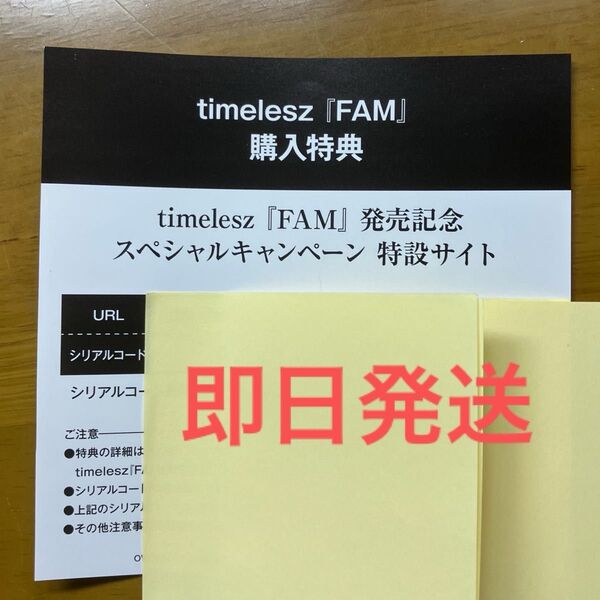 timelesz『FAM』
購入特典
timelesz『FAM』発売記念
スペシャルキャンペーン 特設サイト
URL
シリアルコード
シリアルコー
即日発送
ご注意
●特典の詳細は
timelesz『FA
●シリアルコード
●上記のシリアル
●その他注意事